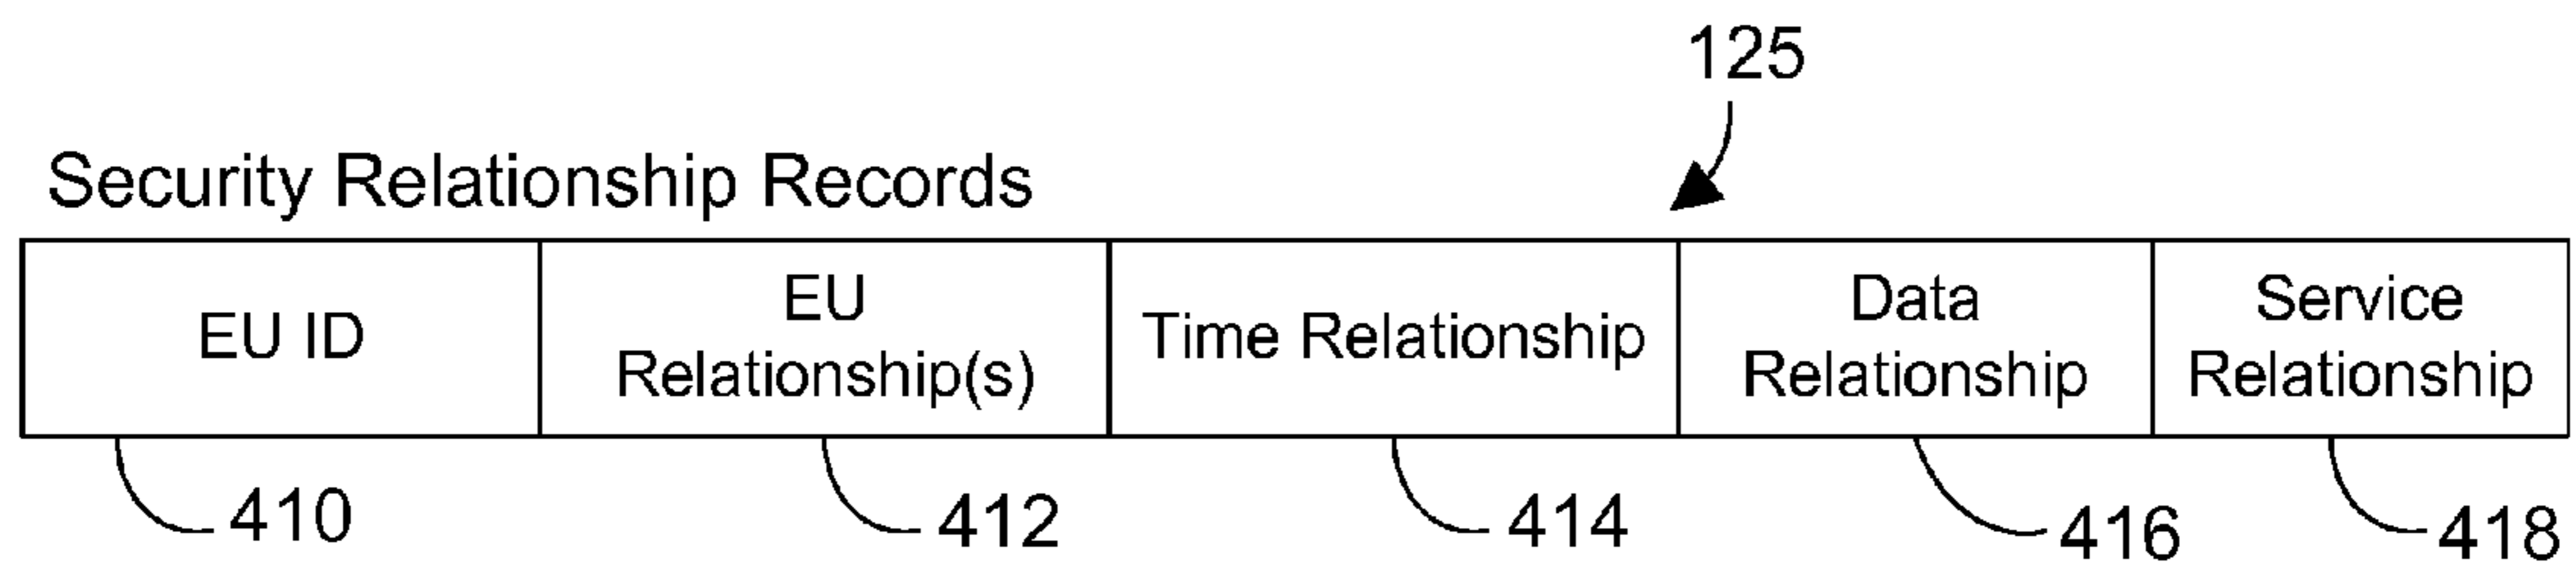 125
Security Relationship Records
EU ID
EU
Relationship(s)
Time Relationship
Data
Relationship
Service
Relationship
410
412
414
416
418